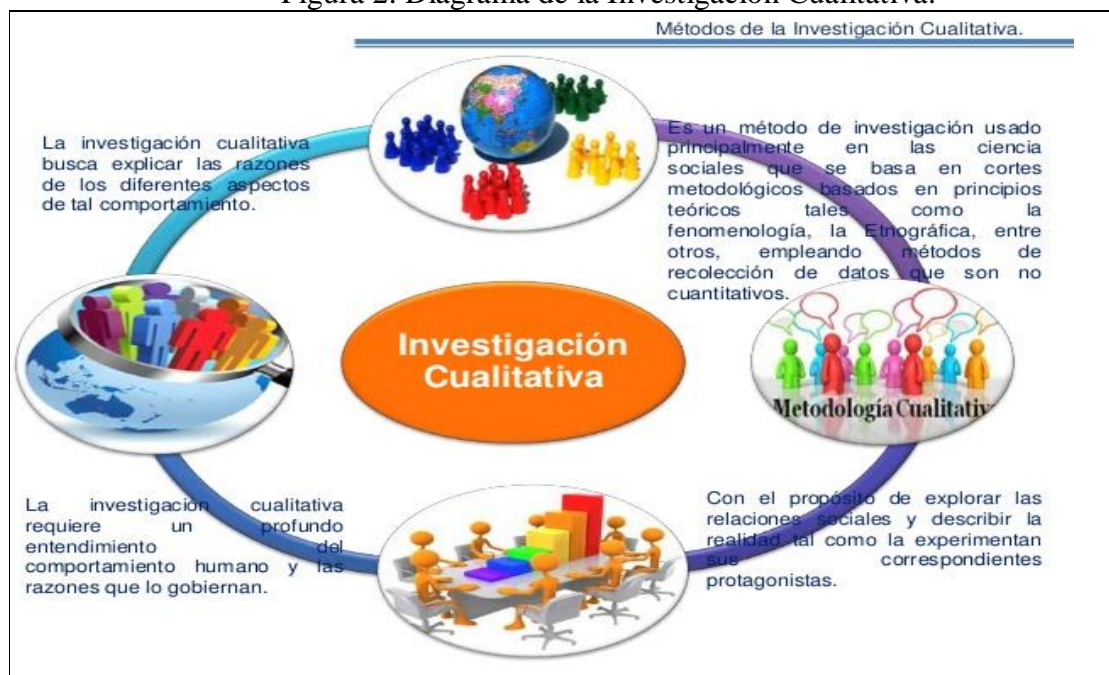 Figura 2. Diagrama de la Investigación Cualitativa.
Métodos de la Investigación Cualitativa.
La investigación cualitativa
busca explicar las razones
de los diferentes aspectos
de tal comportamiento.
Es un método de investigación usado
principalmente en las ciencia
sociales que se basa en cortes
metodológicos basados en principios
teóricos tales como la
fenomenología, la Etnográfica, entre
otros, empleando métodos de
recolección de datos que son no
cuantitativos.
Investigación
Cualitativa
Metodología Cualitativ
La investigación cualitativa
requiere un profundo
entendimiento del
comportamiento humano y las
razones que lo gobiernan.
Con el propósito de explorar las
relaciones sociales y describir la
realidad tal como la experimentan
sus correspondientes
protagonistas.